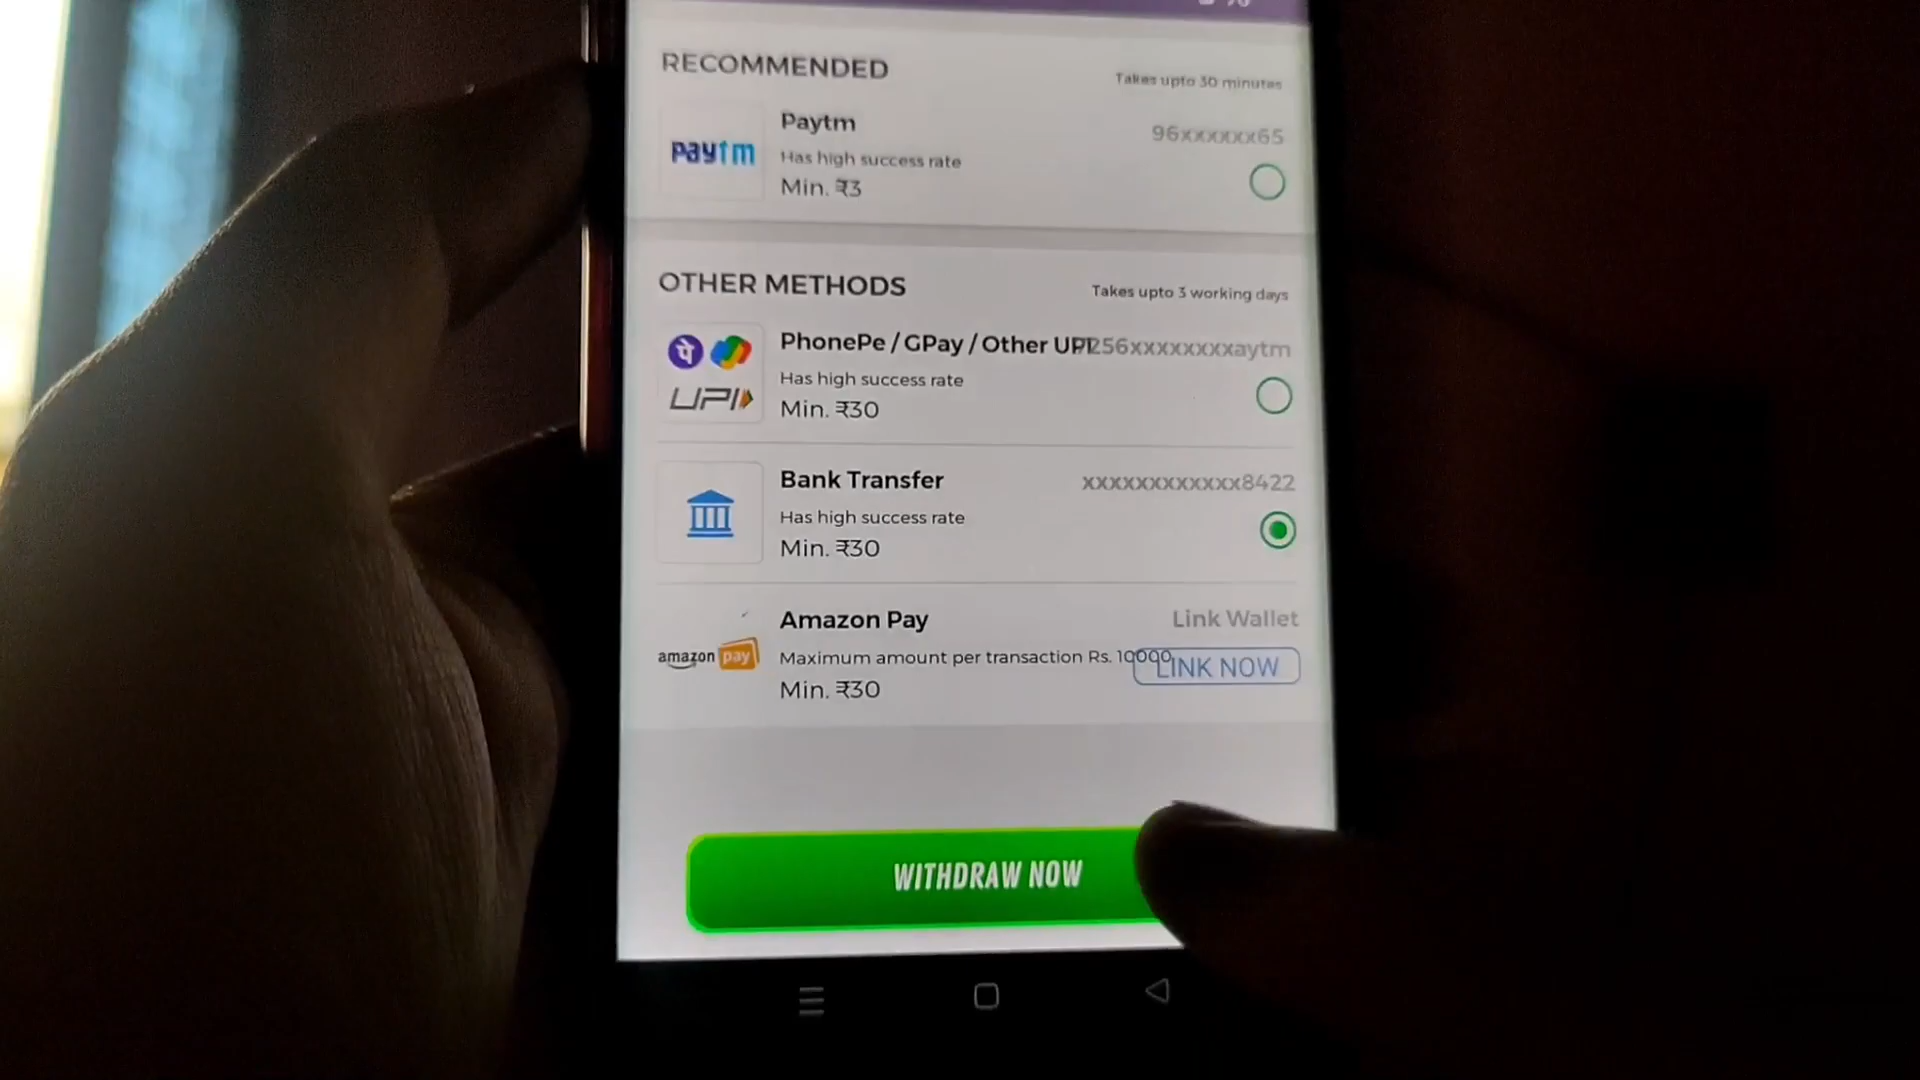 RECOMMENDED
Takes upto 30 minutes
Paytm
96xxxxxx65
paytm
Has high success rate
Min. ₹3
OTHER METHODS
Takes upto 3 working days
PhonePe / GPay / Other UPI
256xxxxxxxxaytm
पे
Has high success rate
UPI
Min. ₹30
Bank Transfer
xxxxxxxxxxxx8422
Has high success rate
Min. ₹30
Amazon Pay
Link Wallet
amazon pay
Maximum amount per transaction Rs. 10000
LINK NOW
Min. ₹30
WITHDRAW NOW